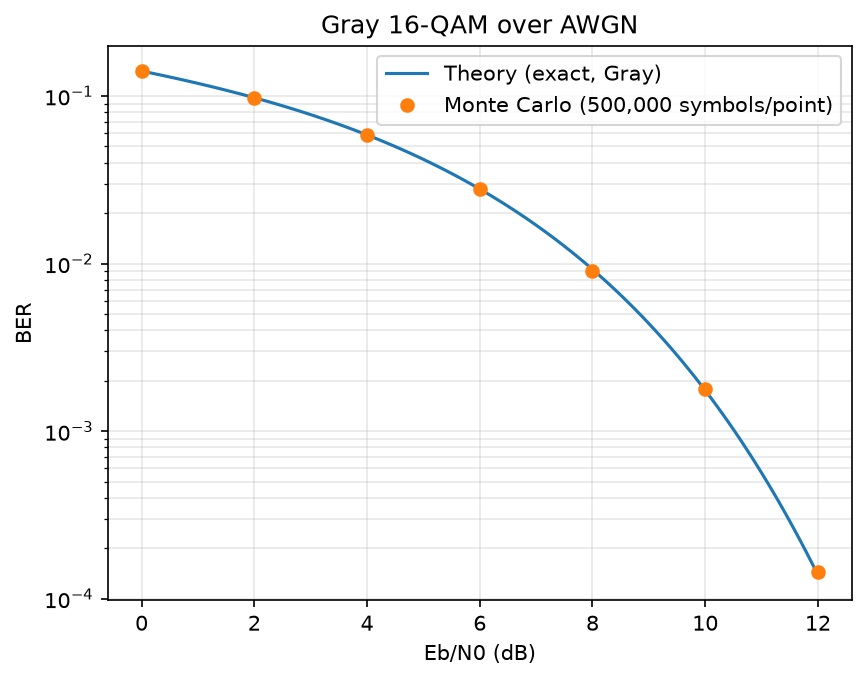 Gray 16-QAM over AWGN
Theory (exact, Gray)
Monte Carlo (500,000 symbols/point)
BER
10⁻¹
10⁻²
10⁻³
10⁻⁴
0 2 4 6 8 10 12
Eb/N0 (dB)